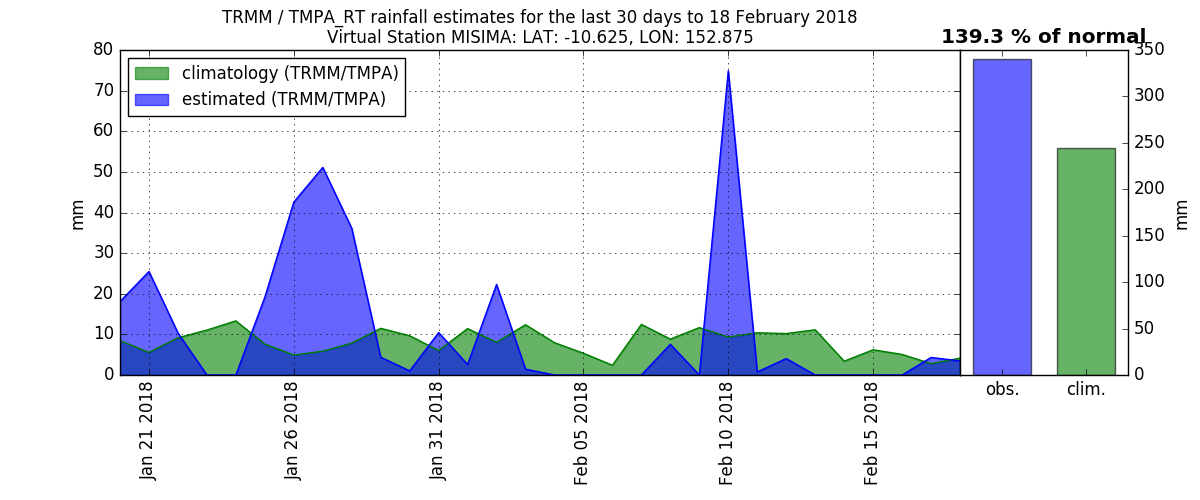 TRMM / TMPA_RT rainfall estimates for the last 30 days to 18 February 2018
Virtual Station MISIMA: LAT: -10.625, LON: 152.875
139.3 % of normal
climatology (TRMM/TMPA)
estimated (TRMM/TMPA)
mm
80
70
60
50
40
30
20
10
0
Jan 21 2018
Jan 26 2018
Jan 31 2018
Feb 05 2018
Feb 10 2018
Feb 15 2018
obs.
clim.
350
300
250
200
150
100
50
0
mm